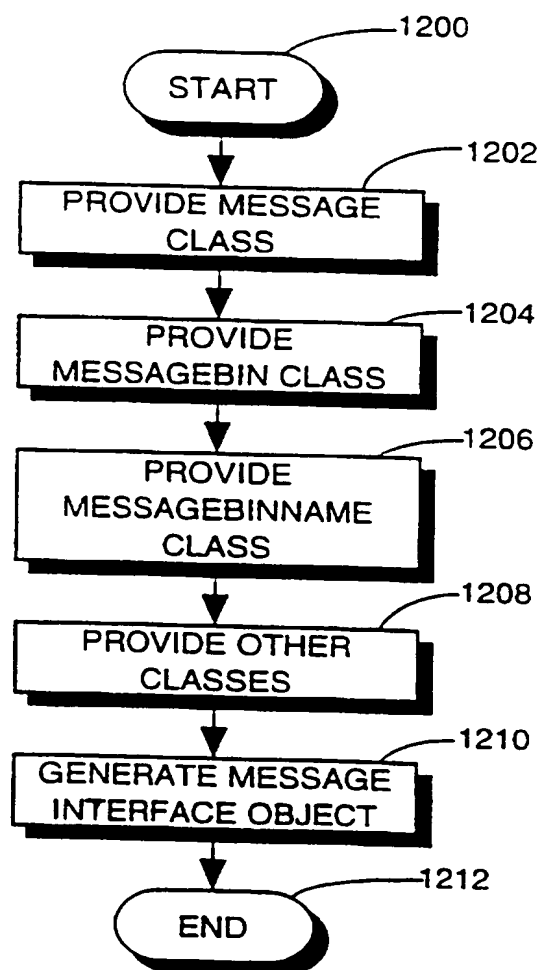 1200
START
1202
PROVIDE MESSAGE
CLASS
1204
PROVIDE
MESSAGEBIN CLASS
1206
PROVIDE
MESSAGEBINNAME
CLASS
1208
PROVIDE OTHER
CLASSES
1210
GENERATE MESSAGE
INTERFACE OBJECT
1212
END